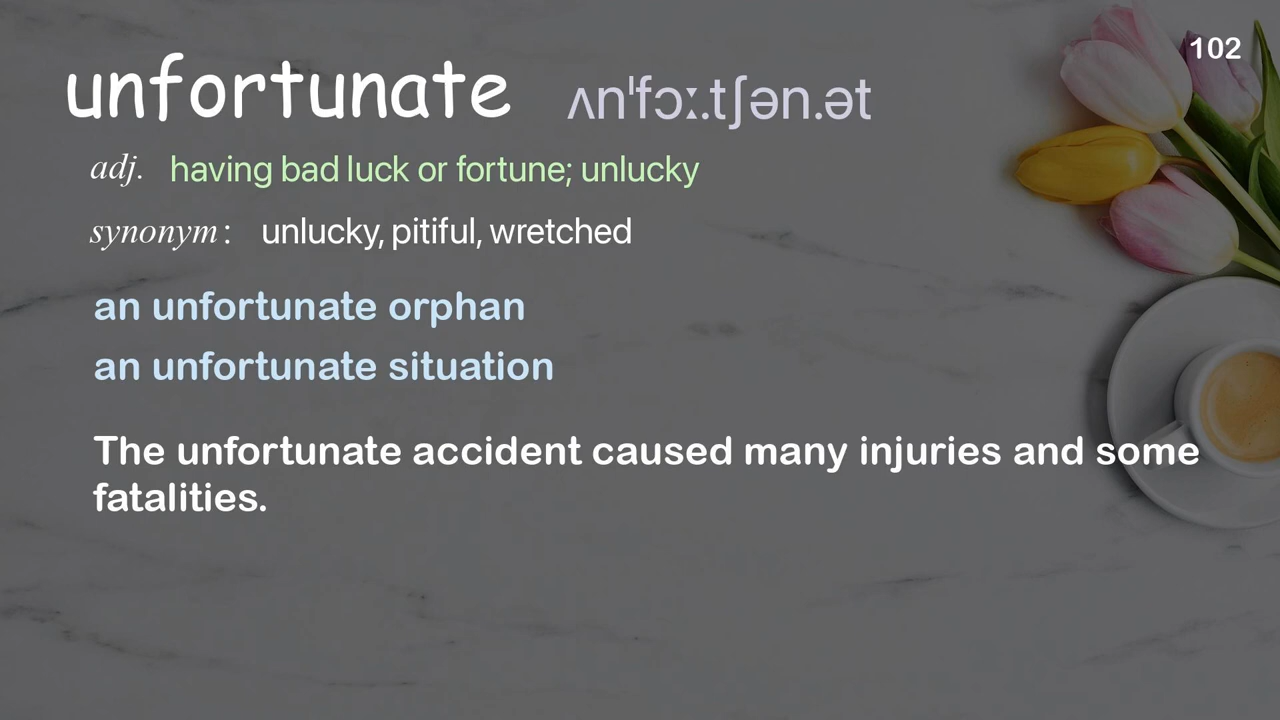 102
unfortunate ʌnˈfɔː.tʃən.ət
adj. having bad luck or fortune; unlucky
synonym: unlucky, pitiful, wretched
an unfortunate orphan
an unfortunate situation
The unfortunate accident caused many injuries and some
fatalities.